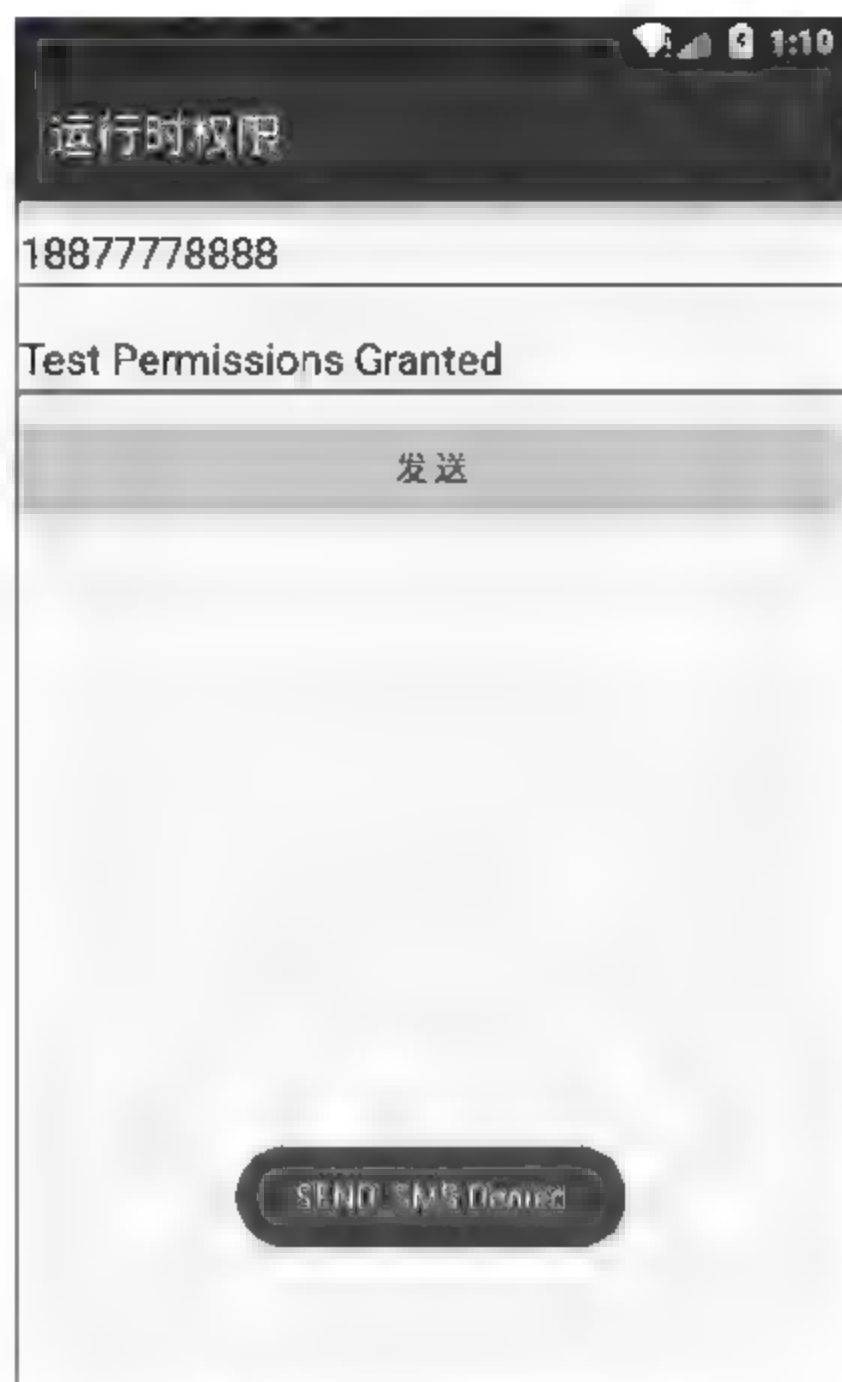 1:10
运行时权限
18877778888
Test Permissions Granted
发送
SEND_SMS Denied